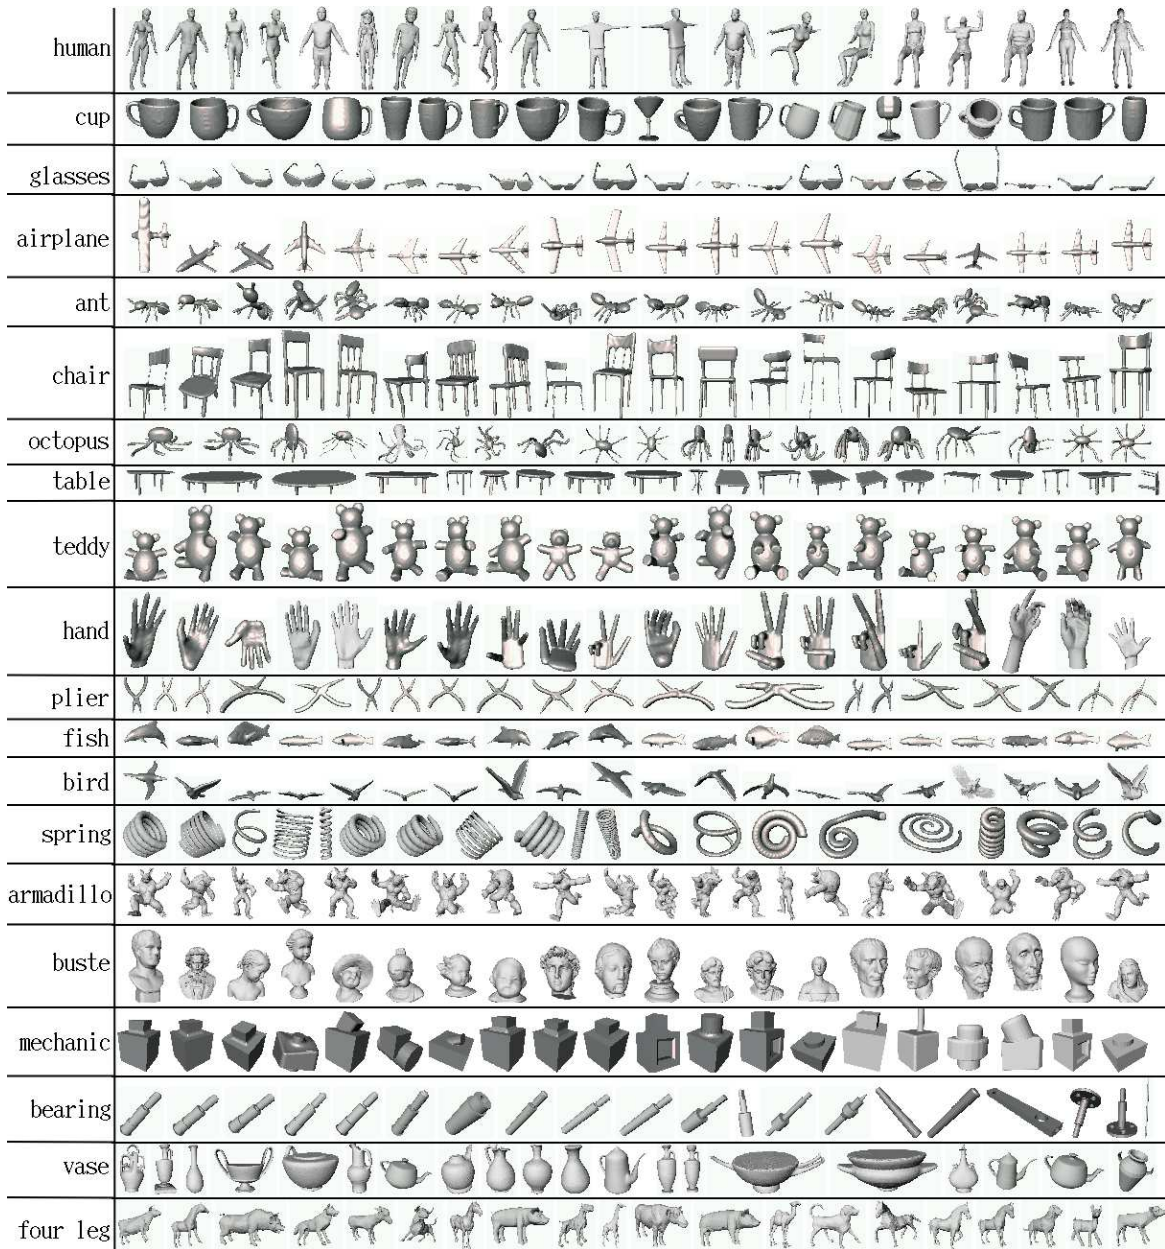 human
cup
glasses
airplane
ant
chair
octopus
table
teddy
hand
plier
fish
bird
spring
armadillo
buste
mechanic
bearing
vase
four leg